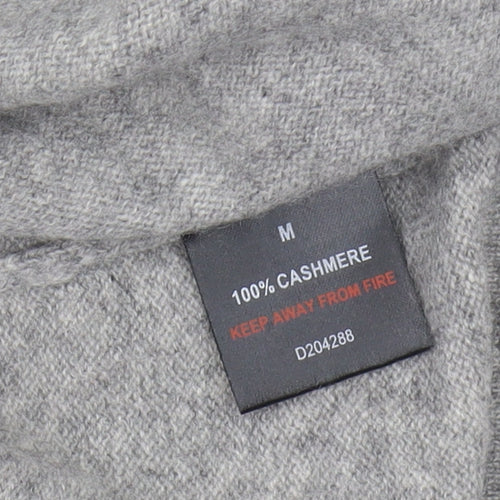 M
100% CASHMERE
KEEP AWAY FROM FIRE
D204288